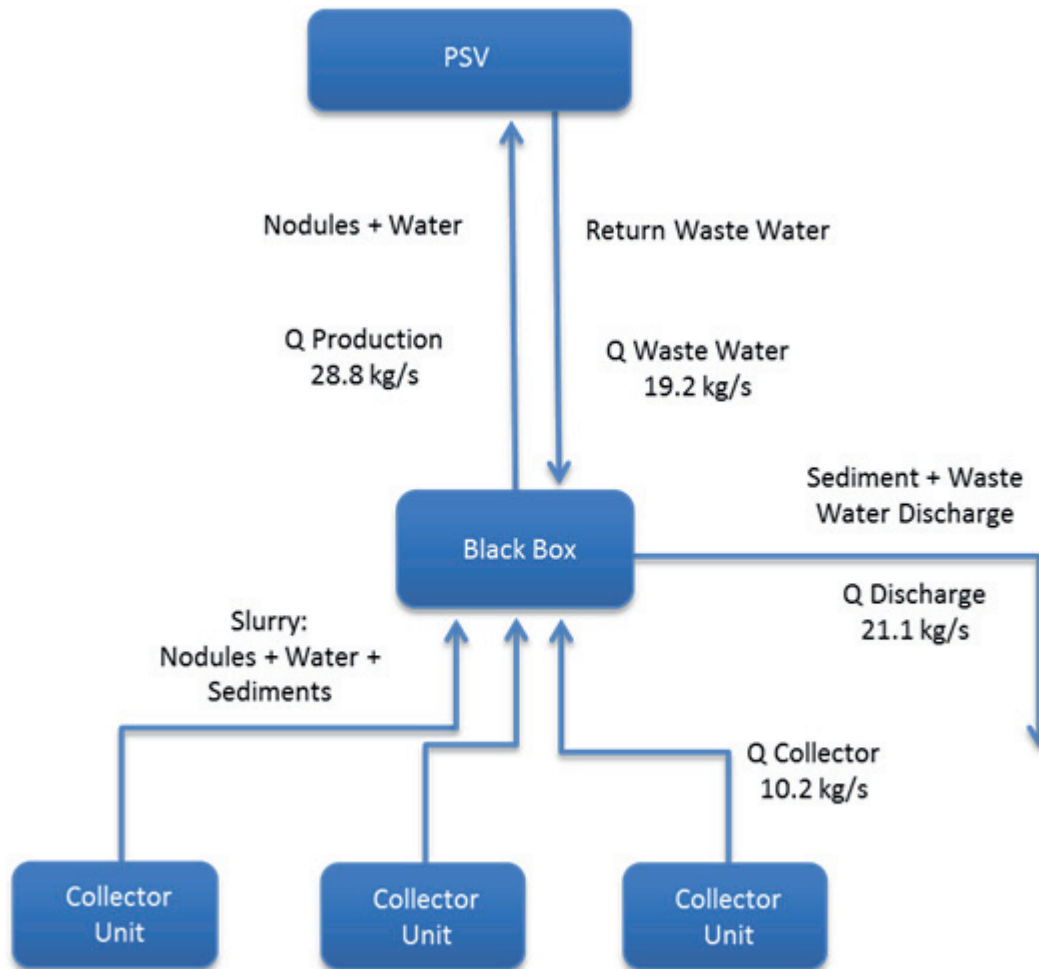 PSV
Nodules + Water
Return Waste Water
Q Production
28.8 kg/s
Q Waste Water
19.2 kg/s
Sediment + Waste
Water Discharge
Black Box
Q Discharge
21.1 kg/s
Slurry:
Nodules + Water +
Sediments
Q Collector
10.2 kg/s
Collector
Unit
Collector
Unit
Collector
Unit